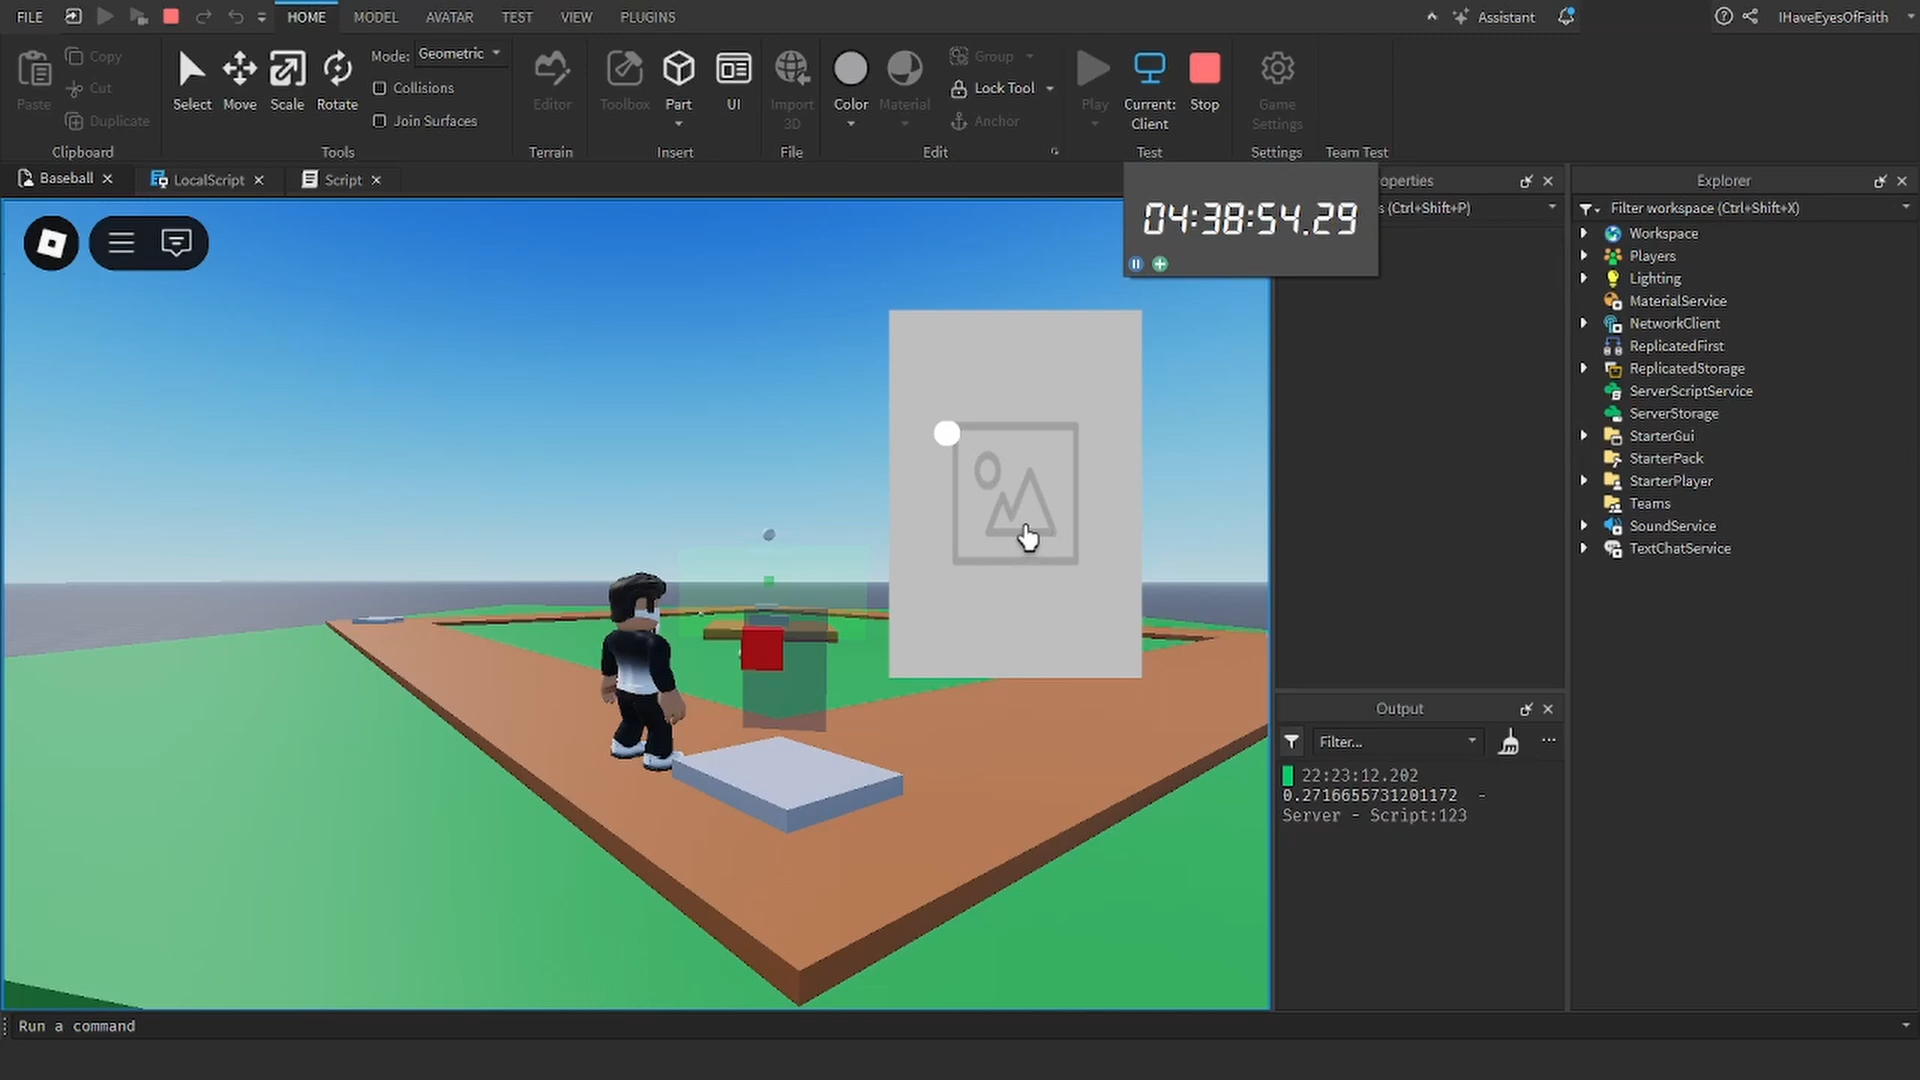 FILE HOME MODEL AVATAR TEST VIEW PLUGINS Assistant IHaveEyesOfFaith
Paste Copy Cut Duplicate
Clipboard
Select Move Scale Rotate
Mode: Geometric
Collisions
Join Surfaces
Tools
Editor
Terrain
Toolbox Part UI
Insert
Import 3D
File
Color Material
Group
Lock Tool
Anchor
Edit
Play
Current: Client
Stop
Test
Game Settings
Settings
Team Test
Baseball LocalScript Script
04:38:54.29
operties
s (Ctrl+Shift+P)
Explorer
Filter workspace (Ctrl+Shift+X)
Workspace
Players
Lighting
MaterialService
NetworkClient
ReplicatedFirst
ReplicatedStorage
ServerScriptService
ServerStorage
StarterGui
StarterPack
StarterPlayer
Teams
SoundService
TextChatService
Output
Filter...
22:23:12.202
0.2716655731201172 -
Server - Script:123
Run a command